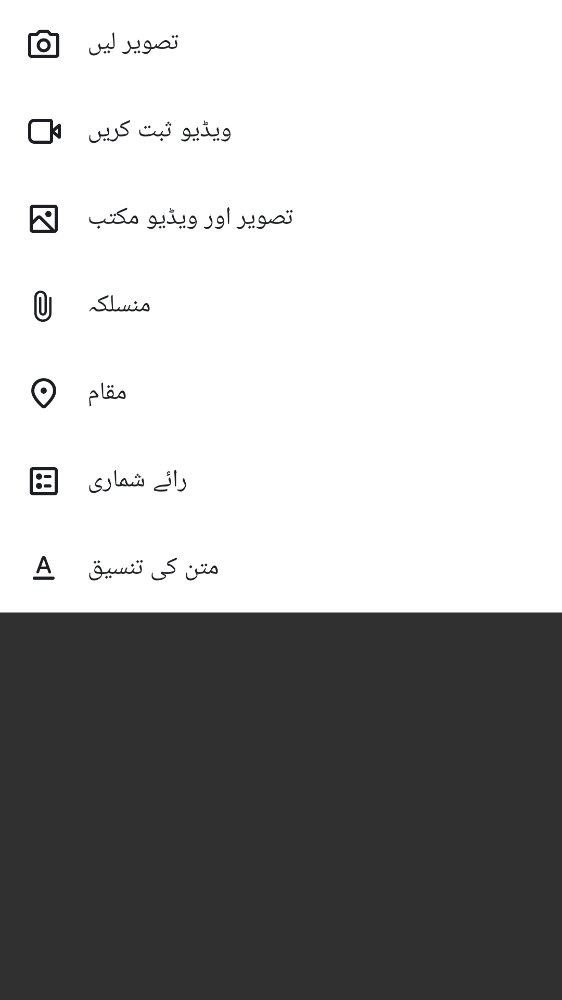 تصویر لیں
ویڈیو ثبت کریں
تصویر اور ویڈیو مکتب
منسلکہ
مقام
رائے شماری
متن کی تنسیق